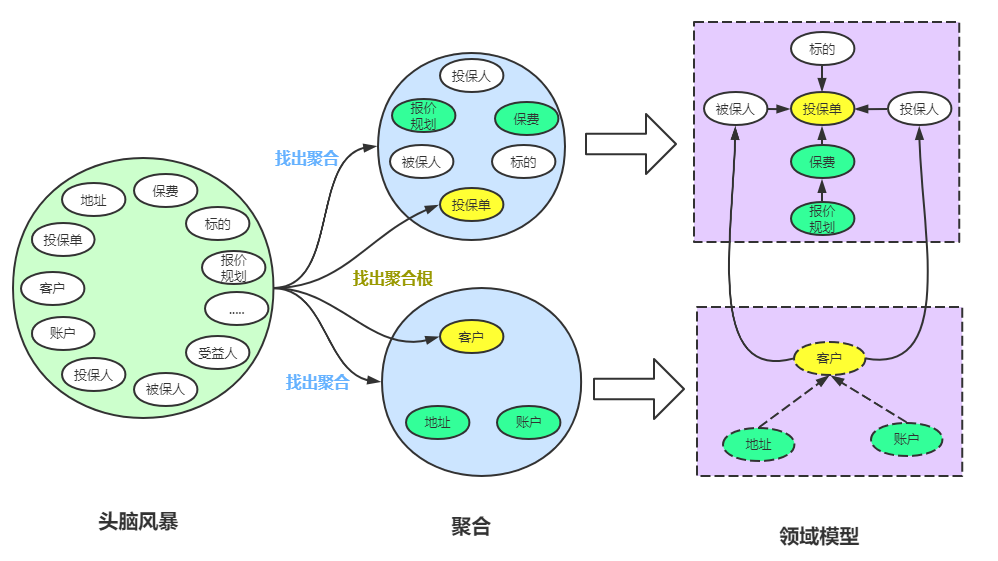 地址
保费
标的
投保单
报价
规划
客户
.....
账户
受益人
投保人
被保人
头脑风暴
找出聚合
找出聚合根
找出聚合
投保人
报价
规划
保费
被保人
标的
投保单
客户
地址
账户
聚合
标的
被保人
投保单
投保人
保费
报价
规划
客户
地址
账户
领域模型